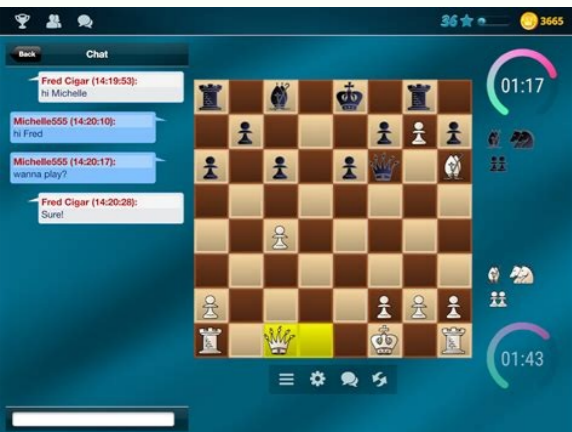 36
3665
Back
Chat
Fred Cigar (14:19:53):
hi Michelle
Michelle555 (14:20:10):
hi Fred
Michelle555 (14:20:17):
wanna play?
Fred Cigar (14:20:28):
Sure!
01:17
01:43